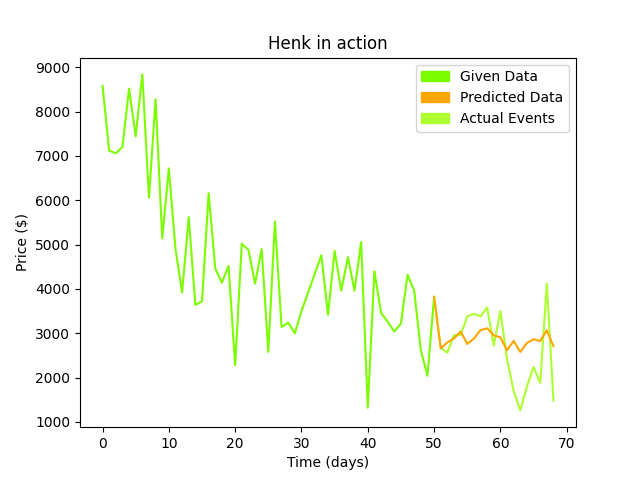 Henk in action
Given Data
Predicted Data
Actual Events
Price ($)
9000
8000
7000
6000
5000
4000
3000
2000
1000
0 10 20 30 40 50 60 70
Time (days)